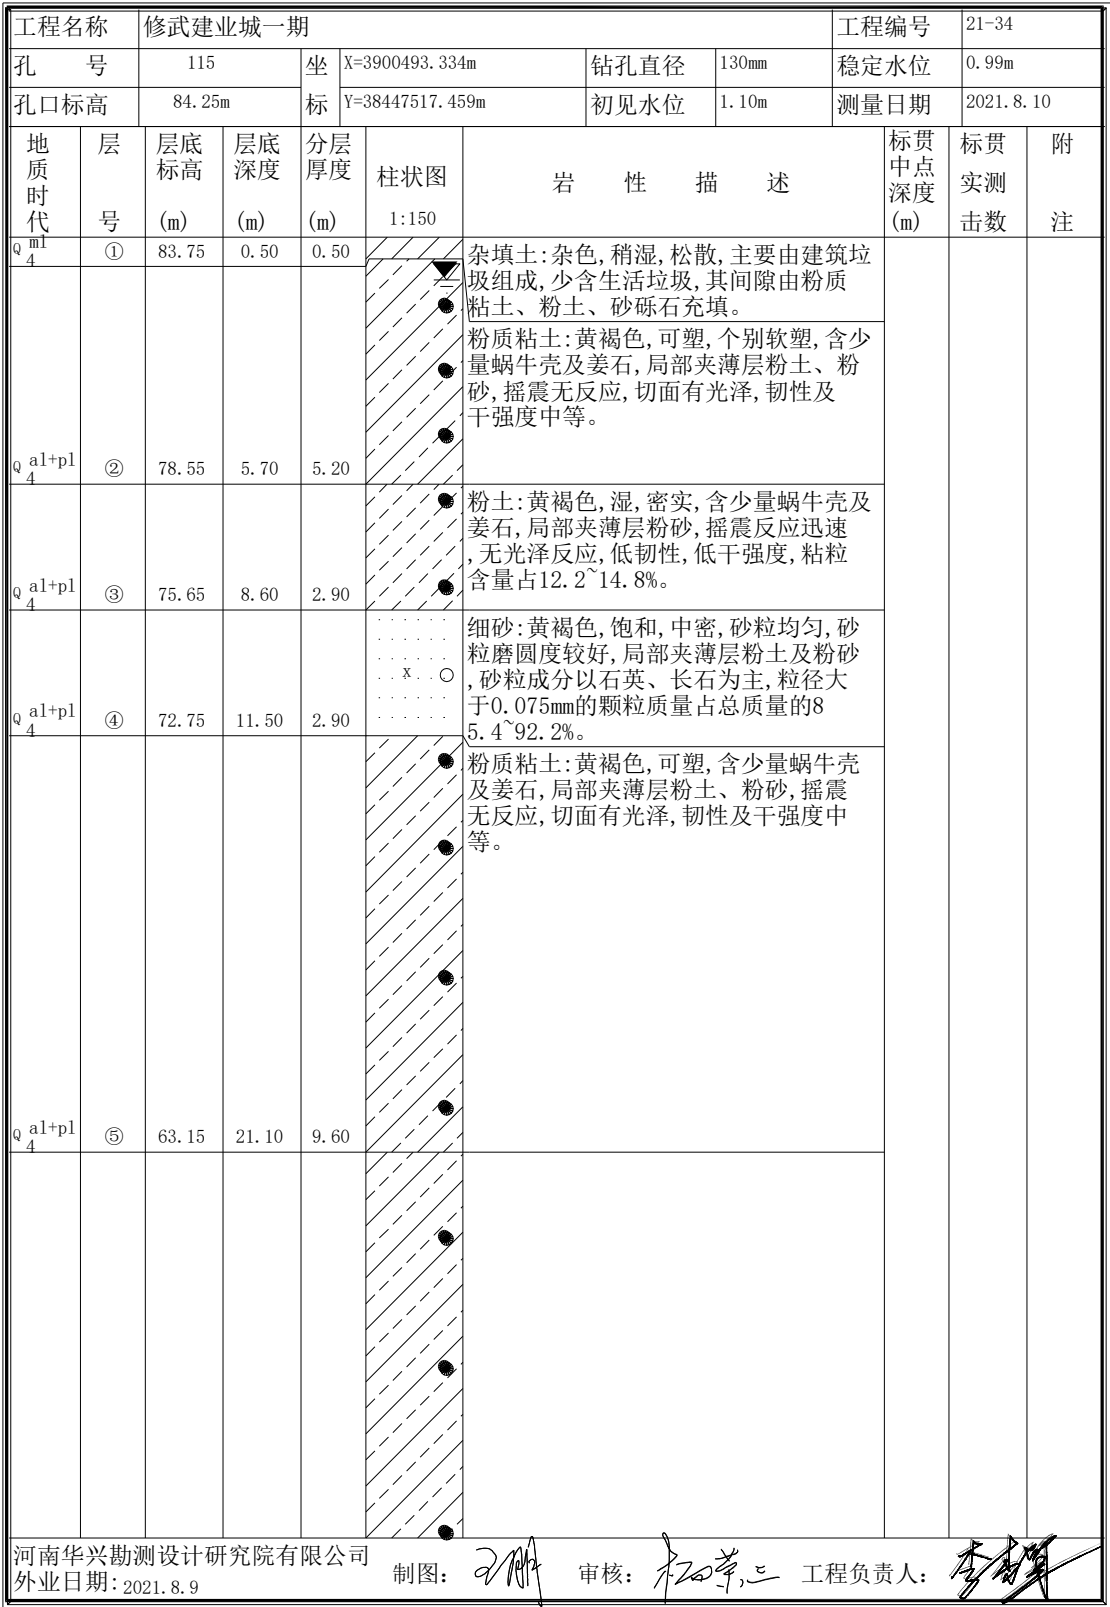 工程名称 修武建业城一期 工程编号 21-34
孔 号 115 坐 X=3900493.334m 钻孔直径 130mm 稳定水位 0.99m
孔口标高 84.25m 标 Y=38447517.459m 初见水位 1.10m 测量日期 2021.8.10
地质时代 层号 层底标高(m) 层底深度(m) 分层厚度(m) 柱状图 1:150 岩性描述 标贯中点深度(m) 标贯实测击数 附注
Q ml 4 ① 83.75 0.50 0.50
杂填土:杂色,稍湿,松散,主要由建筑垃
圾组成,少含生活垃圾,其间隙由粉质
粘土、粉土、砂砾石充填。
粉质粘土:黄褐色,可塑,个别软塑,含少
量蜗牛壳及姜石,局部夹薄层粉土、粉
砂,摇震无反应,切面有光泽,韧性及
干强度中等。
Q al+pl 4 ② 78.55 5.70 5.20
粉土:黄褐色,湿,密实,含少量蜗牛壳及
姜石,局部夹薄层粉砂,摇震反应迅速
,无光泽反应,低韧性,低干强度,粘粒
含量占12.2~14.8%。
Q al+pl 4 ③ 75.65 8.60 2.90
细砂:黄褐色,饱和,中密,砂粒均匀,砂
粒磨圆度较好,局部夹薄层粉土及粉砂
,砂粒成分以石英、长石为主,粒径大
于0.075mm的颗粒质量占总质量的8
5.4~92.2%。
X
Q al+pl 4 ④ 72.75 11.50 2.90
粉质粘土:黄褐色,可塑,含少量蜗牛壳
及姜石,局部夹薄层粉土、粉砂,摇震
无反应,切面有光泽,韧性及干强度中
等。
Q al+pl 4 ⑤ 63.15 21.10 9.60
河南华兴勘测设计研究院有限公司
外业日期:2021.8.9
制图: 审核: 工程负责人: